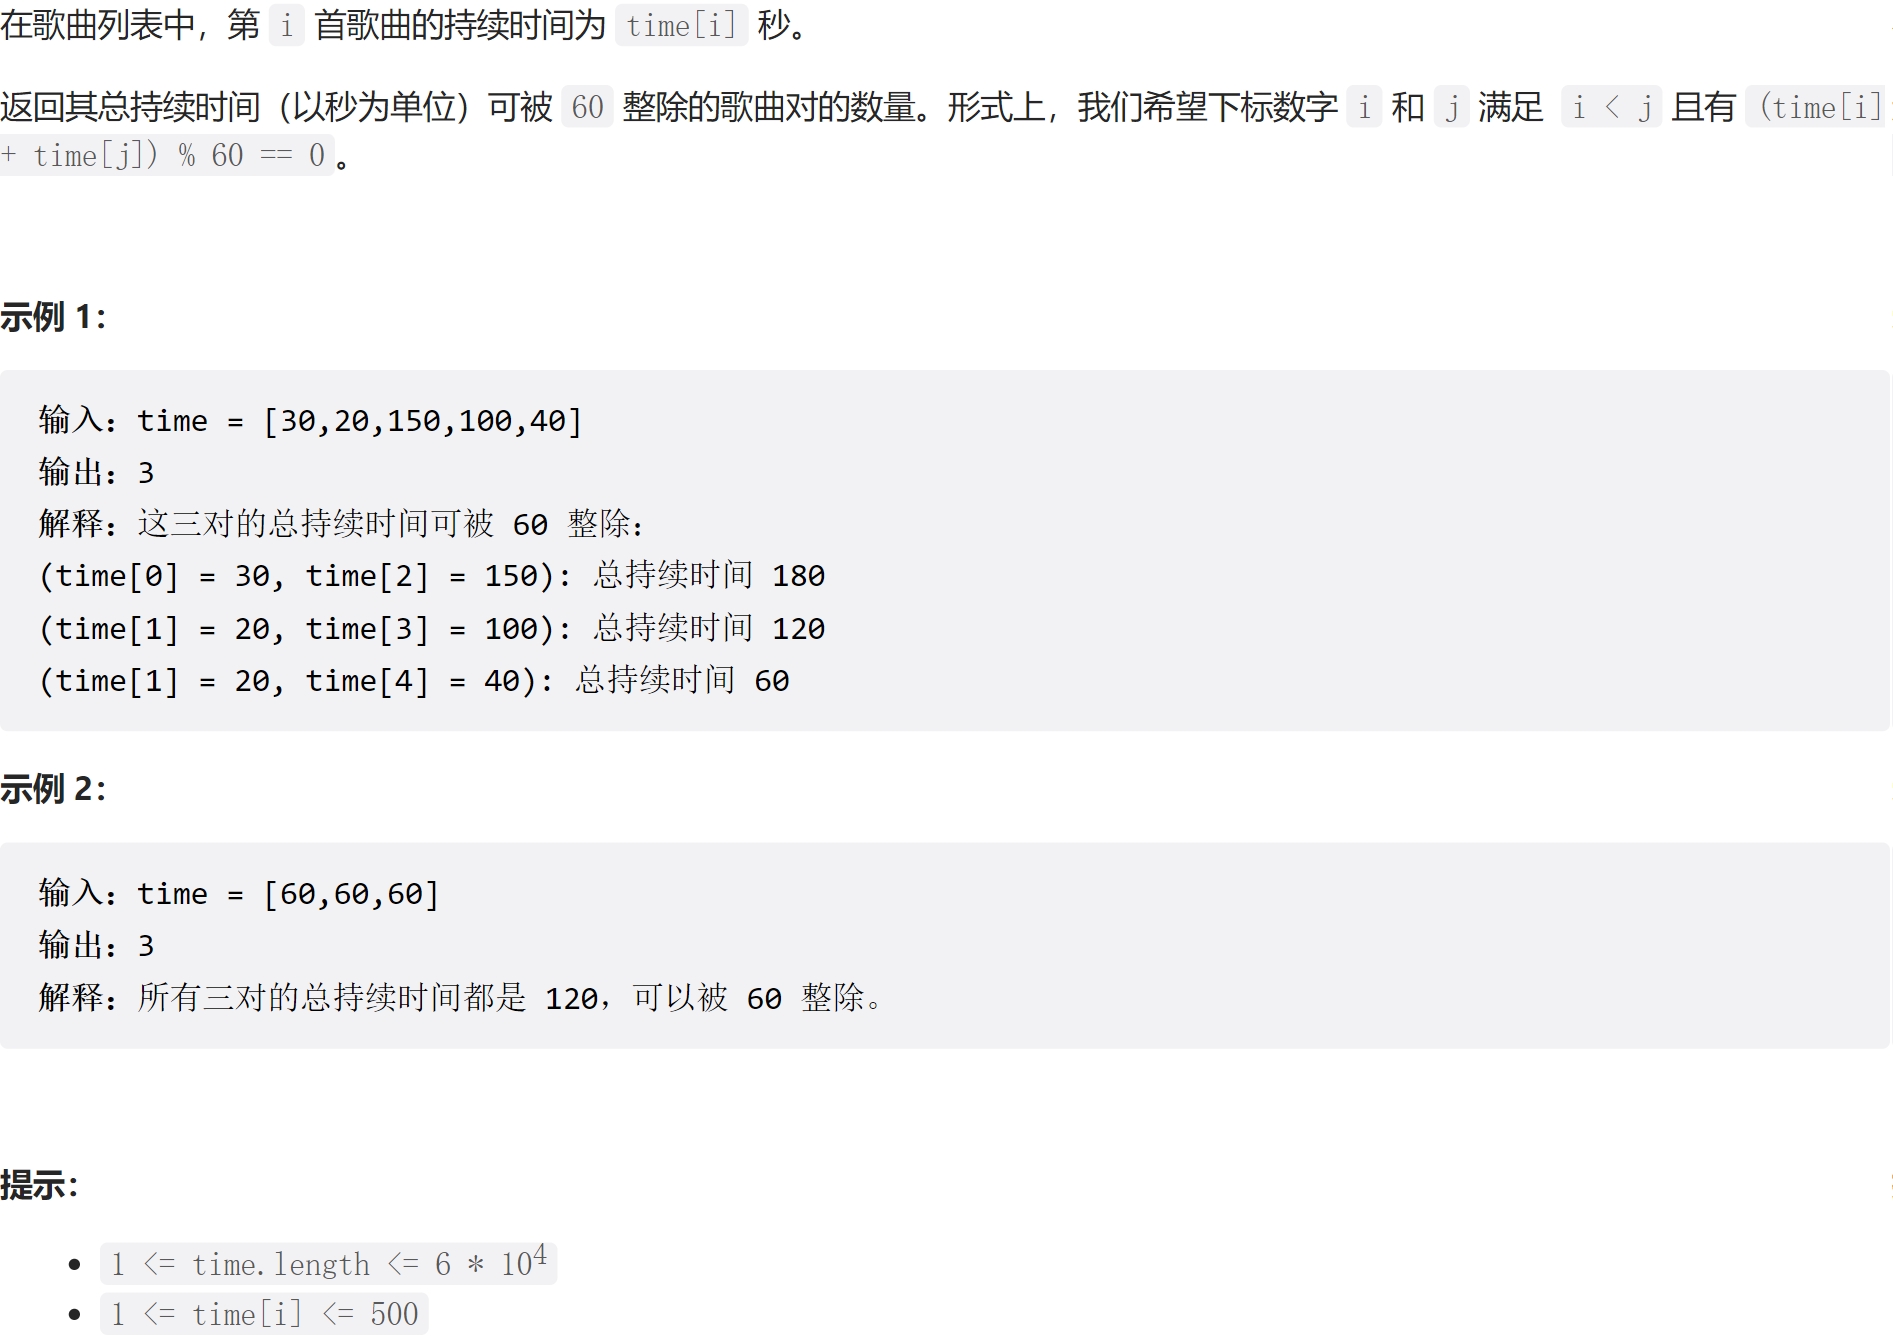 在歌曲列表中，第 i 首歌曲的持续时间为 time[i] 秒。
返回其总持续时间（以秒为单位）可被 60 整除的歌曲对的数量。形式上，我们希望下标数字 i 和 j 满足 i < j 且有 (time[i]
+ time[j]) % 60 == 0。
示例 1：
输入：time = [30,20,150,100,40]
输出：3
解释：这三对的总持续时间可被 60 整除：
(time[0] = 30, time[2] = 150): 总持续时间 180
(time[1] = 20, time[3] = 100): 总持续时间 120
(time[1] = 20, time[4] = 40): 总持续时间 60
示例 2：
输入：time = [60,60,60]
输出：3
解释：所有三对的总持续时间都是 120，可以被 60 整除。
提示：
• 1 <= time.length <= 6 * 10⁴
• 1 <= time[i] <= 500